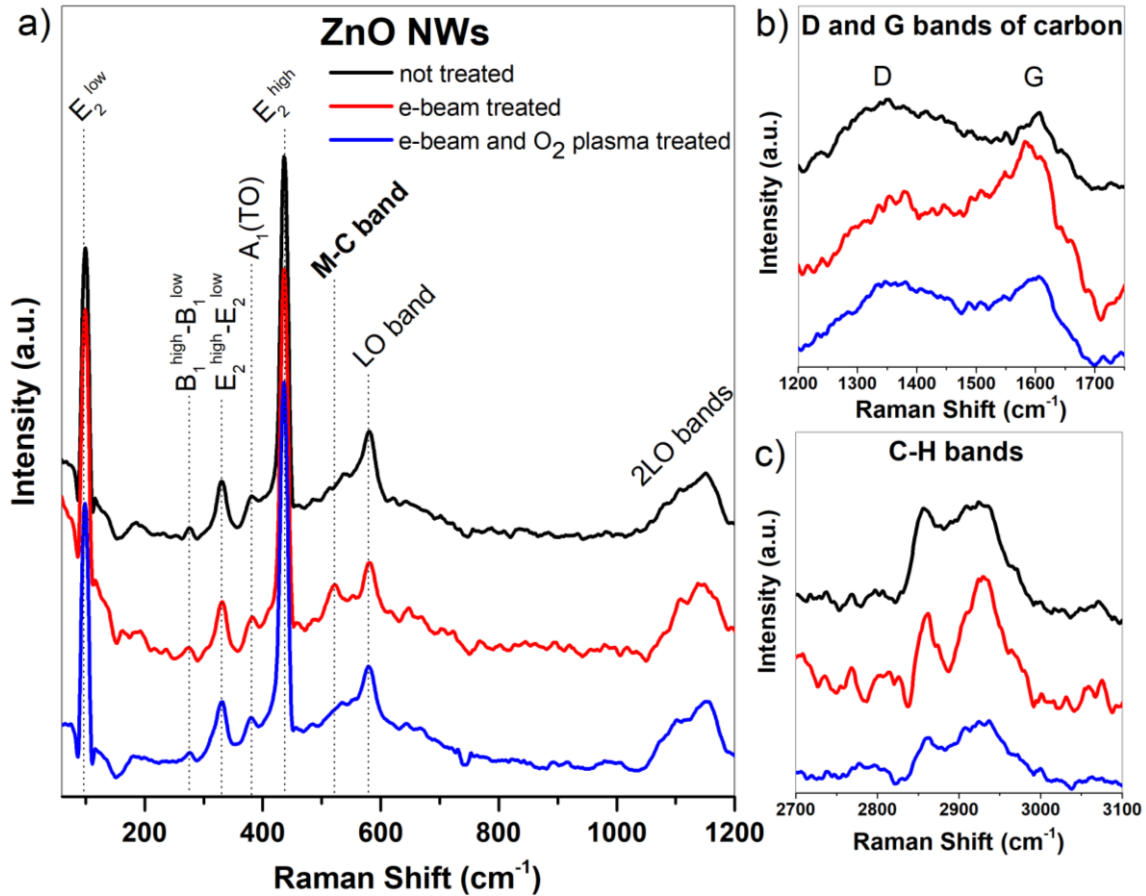 a)
ZnO NWs
not treated
e-beam treated
e-beam and O₂ plasma treated
E₂ˡᵒʷ
B₁ʰⁱᵍʰ-B₁ˡᵒʷ
E₂ʰⁱᵍʰ-E₂ˡᵒʷ
A₁(TO)
E₂ʰⁱᵍʰ
M-C band
LO band
2LO bands
Intensity (a.u.)
200 400 600 800 1000 1200
Raman Shift (cm⁻¹)
b) D and G bands of carbon
D G
Intensity (a.u.)
1200 1300 1400 1500 1600 1700
Raman Shift (cm⁻¹)
c) C-H bands
Intensity (a.u.)
2700 2800 2900 3000 3100
Raman Shift (cm⁻¹)